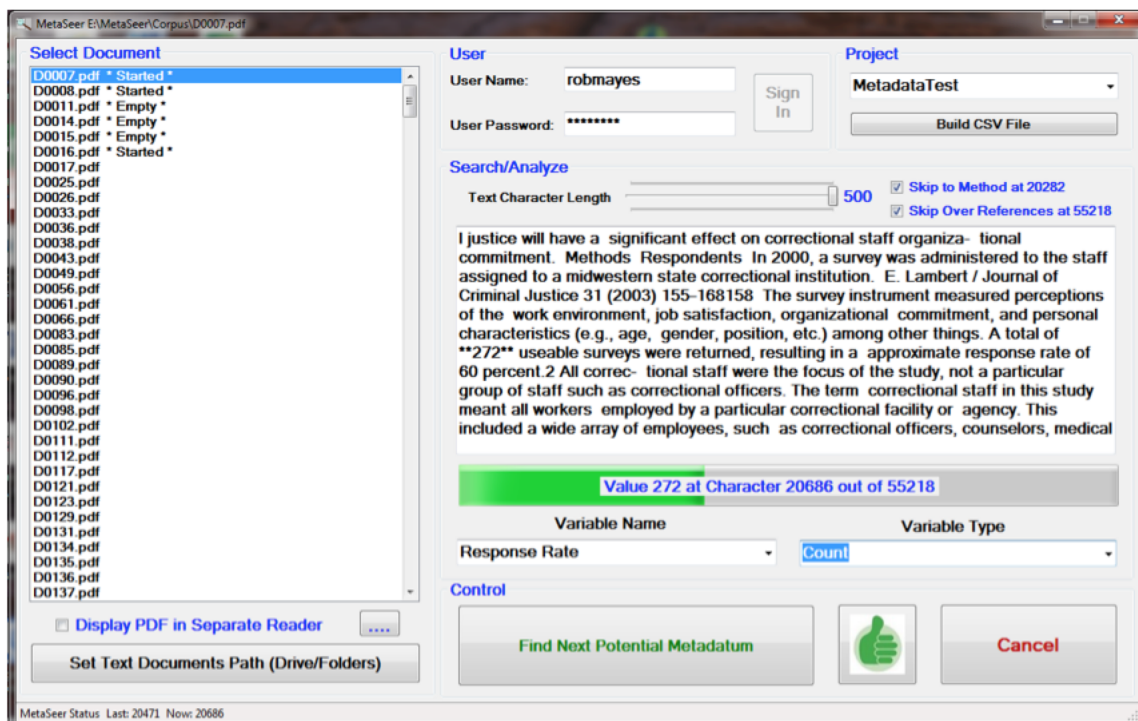 MetaSeer E:\MetaSeer\Corpus\D0007.pdf
Select Document
D0007.pdf * Started *
D0008.pdf * Started *
D0011.pdf * Empty *
D0014.pdf * Empty *
D0015.pdf * Empty *
D0016.pdf * Started *
D0017.pdf
D0025.pdf
D0026.pdf
D0033.pdf
D0036.pdf
D0038.pdf
D0043.pdf
D0049.pdf
D0056.pdf
D0061.pdf
D0066.pdf
D0083.pdf
D0085.pdf
D0089.pdf
D0090.pdf
D0096.pdf
D0098.pdf
D0102.pdf
D0111.pdf
D0112.pdf
D0117.pdf
D0121.pdf
D0123.pdf
D0129.pdf
D0131.pdf
D0134.pdf
D0135.pdf
D0136.pdf
D0137.pdf
Display PDF in Separate Reader
....
Set Text Documents Path (Drive/Folders)
User
User Name: robmayes
User Password: ********
Sign
In
Project
MetadataTest
Build CSV File
Search/Analyze
Text Character Length 500
Skip to Method at 20282
Skip Over References at 55218
I justice will have a significant effect on correctional staff organiza- tional
commitment. Methods Respondents In 2000, a survey was administered to the staff
assigned to a midwestern state correctional institution. E. Lambert / Journal of
Criminal Justice 31 (2003) 155–168158 The survey instrument measured perceptions
of the work environment, job satisfaction, organizational commitment, and personal
characteristics (e.g., age, gender, position, etc.) among other things. A total of
**272** useable surveys were returned, resulting in a approximate response rate of
60 percent.2 All correc- tional staff were the focus of the study, not a particular
group of staff such as correctional officers. The term correctional staff in this study
meant all workers employed by a particular correctional facility or agency. This
included a wide array of employees, such as correctional officers, counselors, medical
Value 272 at Character 20686 out of 55218
Variable Name
Variable Type
Response Rate
Count
Control
Find Next Potential Metadatum
Cancel
MetaSeer Status Last: 20471 Now: 20686